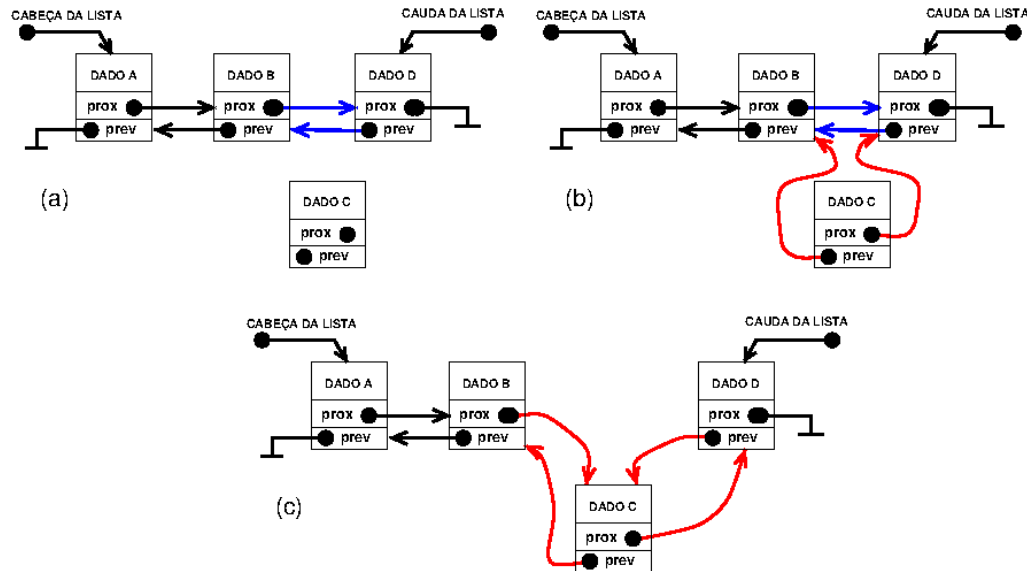 CABEÇA DA LISTA
CAUDA DA LISTA
DADO A
DADO B
DADO D
prox
prox
prox
prev
prev
prev
(a)
DADO C
prox
prev
CABEÇA DA LISTA
CAUDA DA LISTA
DADO A
DADO B
DADO D
prox
prox
prox
prev
prev
prev
(b)
DADO C
prox
prev
CABEÇA DA LISTA
CAUDA DA LISTA
DADO A
DADO B
DADO D
prox
prox
prox
prev
prev
prev
(c)
DADO C
prox
prev